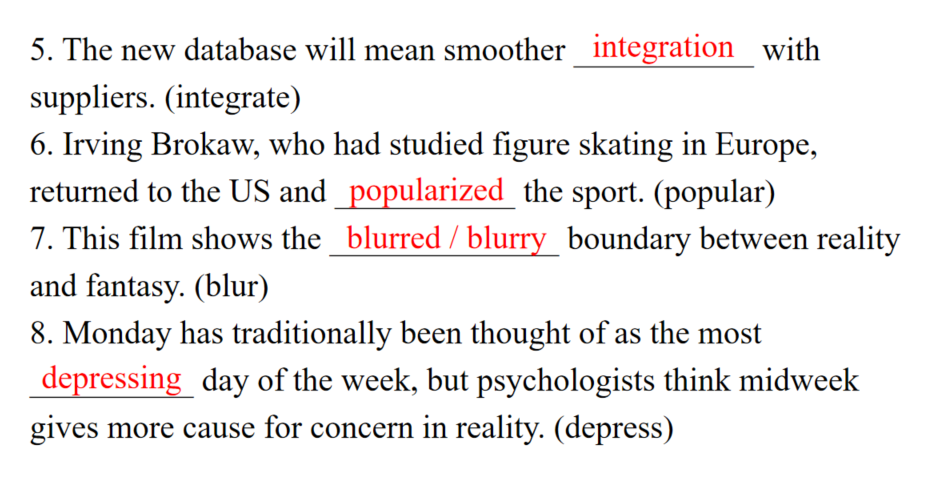 5. The new database will mean smoother integration with
suppliers. (integrate)
6. Irving Brokaw, who had studied figure skating in Europe,
returned to the US and popularized the sport. (popular)
7. This film shows the blurred / blurry boundary between reality
and fantasy. (blur)
8. Monday has traditionally been thought of as the most
depressing day of the week, but psychologists think midweek
gives more cause for concern in reality. (depress)